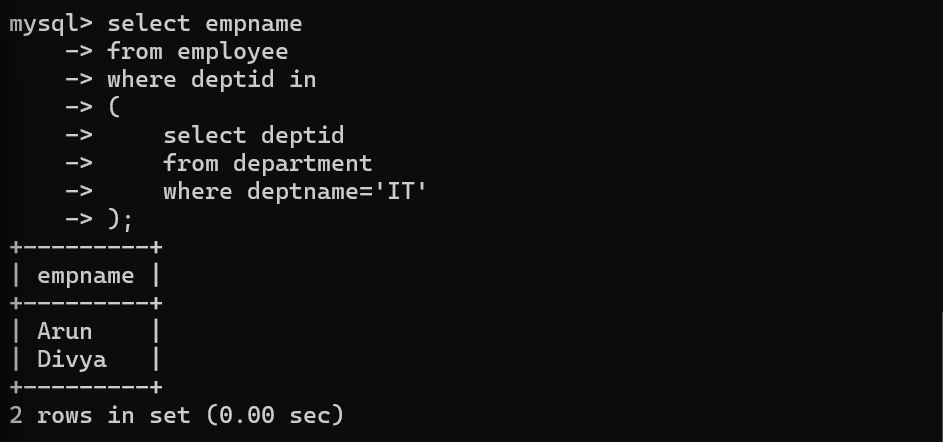 mysql> select empname
    -> from employee
    -> where deptid in
    -> (
    ->     select deptid
    ->     from department
    ->     where deptname='IT'
    -> );
+---------+
| empname |
+---------+
| Arun    |
| Divya   |
+---------+
2 rows in set (0.00 sec)